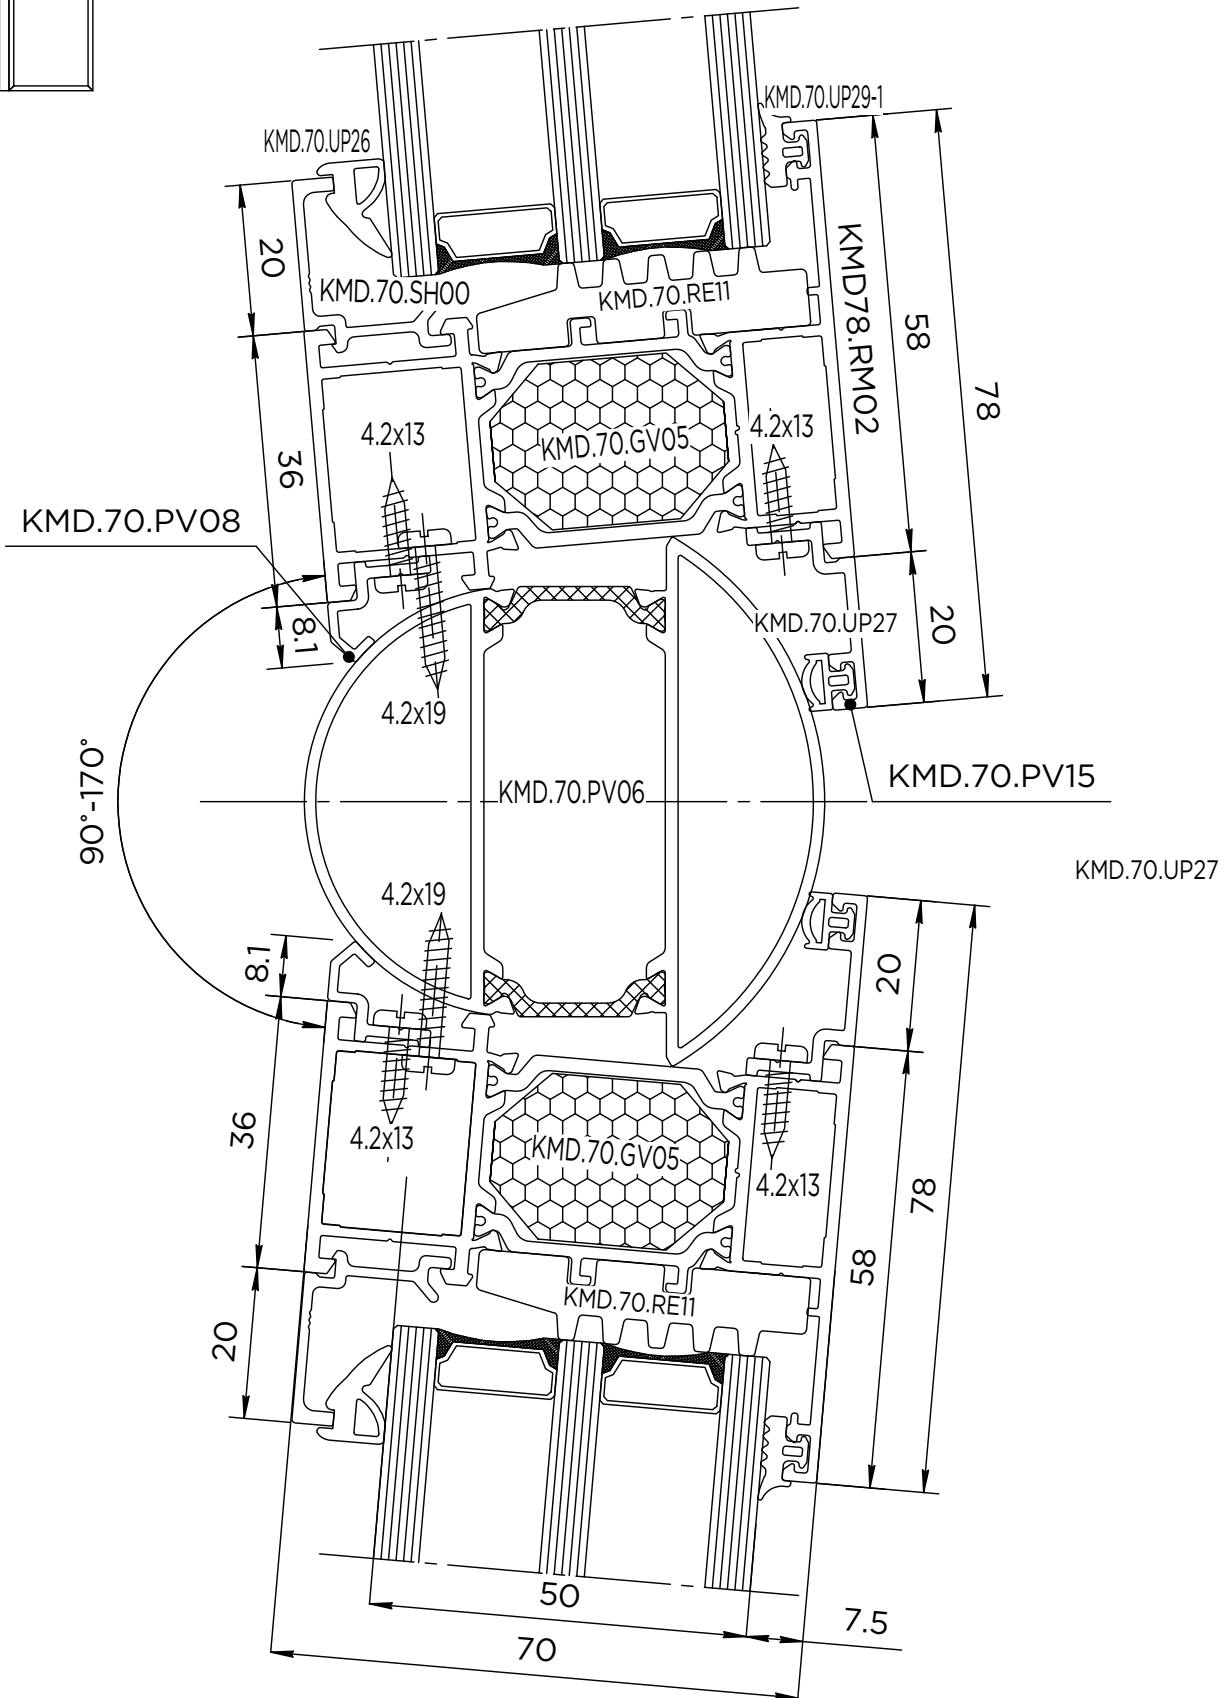 KMD.70.UP29-1
KMD.70.UP26
20
KMD.70.SH00
KMD.70.RE11
KMD78.RM02
58
78
4.2x13
KMD.70.GV05
4.2x13
36
KMD.70.PV08
8.1
KMD.70.UP27
20
4.2x19
90°-170°
KMD.70.PV06
KMD.70.PV15
KMD.70.UP27
4.2x19
8.1
20
36
4.2x13
KMD.70.GV05
4.2x13
78
58
KMD.70.RE11
20
50
7.5
70